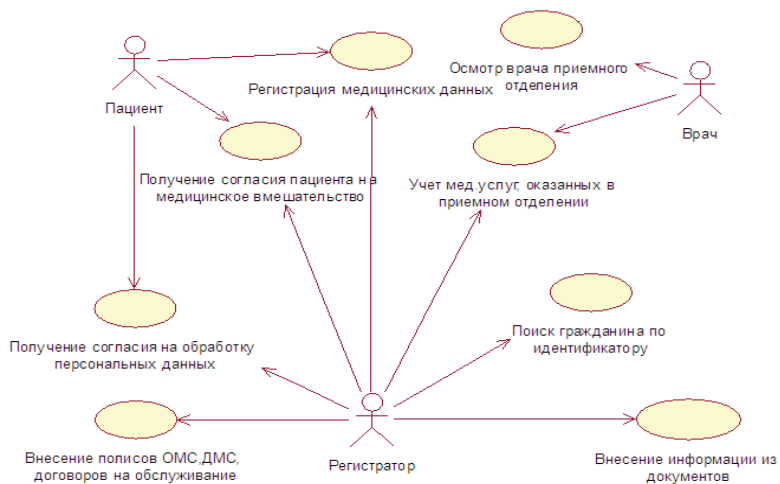 Осмотр врача приемного
отделения
Регистрация медицинских данных
Пациент
Врач
Получение согласия пациента на
медицинское вмешательство
Учет мед.услуг, оказанных в
приемном отделении
Поиск гражданина по
идентификатору
Получение согласия на обработку
персональных данных
Внесение полисов ОМС,ДМС,
договоров на обслуживание
Регистратор
Внесение информации из
документов